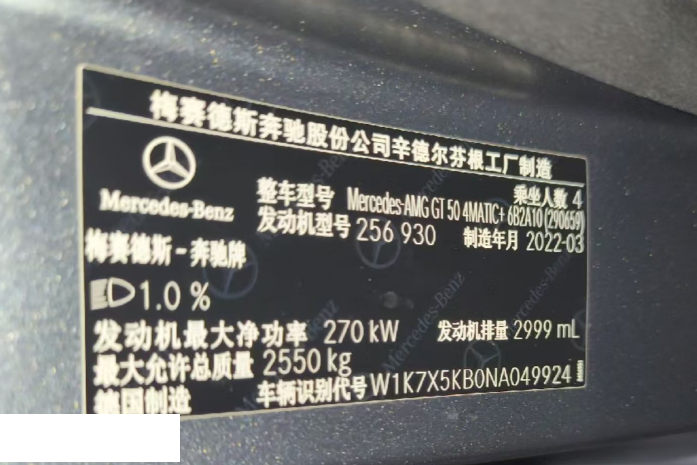 梅赛德斯奔驰股份公司辛德尔芬根工厂制造
乘坐人数 4
整车型号 Mercedes-AMG GT 50 4MATIC+ 6B2A10 (290659)
Mercedes-Benz
发动机型号 256 930 制造年月 2022-03
梅赛德斯-奔驰牌
1.0 %
发动机最大净功率 270 kW 发动机排量 2999 mL
最大允许总质量 2550 kg
车辆识别代号 W1K7X5KB0NA049924
德国制造